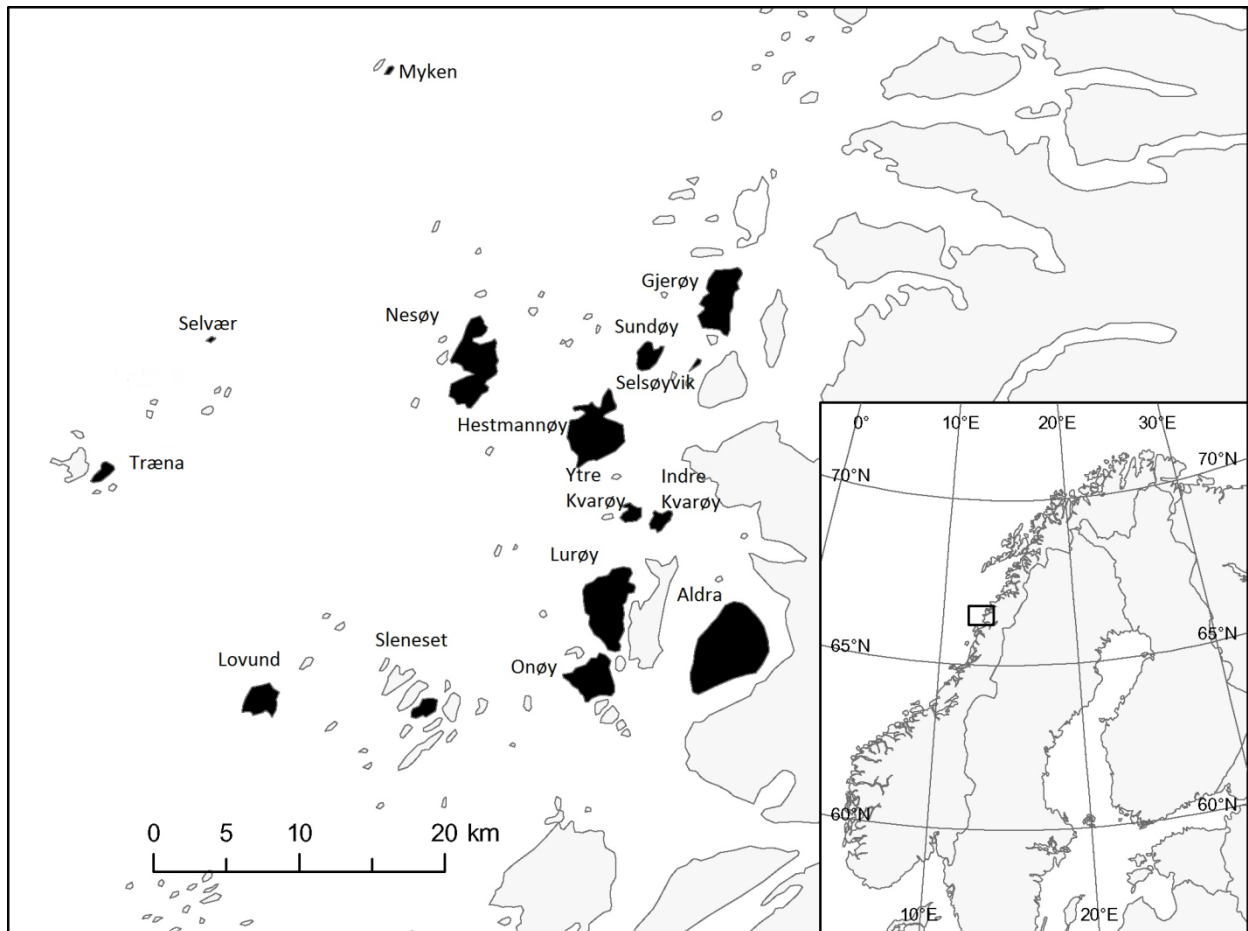 Myken
Gjerøy
Nesøy
Selvær
Sundøy
Selsøyvik
Hestmannøy
Træna
Ytre
Kvarøy
Indre
Kvarøy
Lurøy
Aldra
Sleneset
Lovund
Onøy
0 5 10 20 km
0° 10°E 20°E 30°E
70°N 70°N
65°N 65°N
60°N 60°N
10°E 20°E